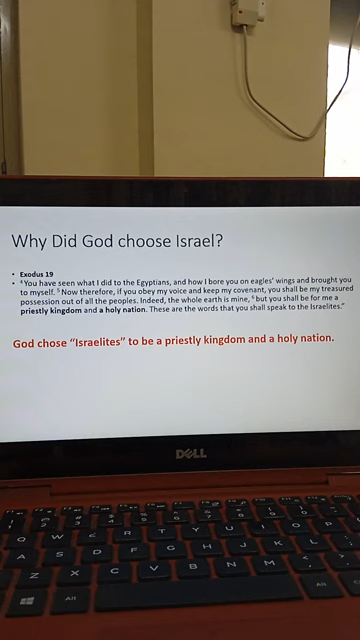 Why Did God choose Israel?
• Exodus 19
• ⁴You have seen what I did to the Egyptians, and how I bore you on eagles' wings and brought you
to myself. ⁵ Now therefore, if you obey my voice and keep my covenant, you shall be my treasured
possession out of all the peoples. Indeed, the whole earth is mine, ⁶ but you shall be for me a
priestly kingdom and a holy nation. These are the words that you shall speak to the Israelites."
God chose "Israelites" to be a priestly kingdom and a holy nation.
DELL
Q W E R T Y U I O P
A S D F G H J K L
Z X C V B N M
Alt Alt